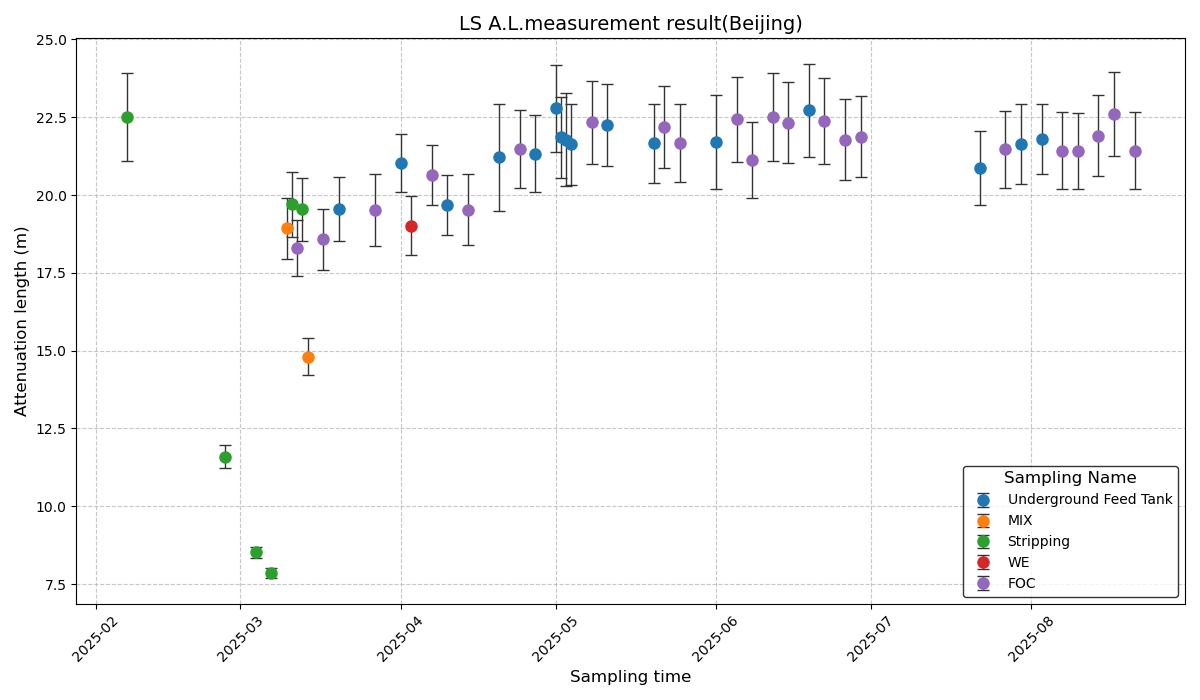 LS A.L.measurement result(Beijing)
25.0
22.5
20.0
17.5
15.0
12.5
10.0
7.5
Attenuation length (m)
2025-02
2025-03
2025-04
2025-05
2025-06
2025-07
2025-08
Sampling time
Sampling Name
Underground Feed Tank
MIX
Stripping
WE
FOC